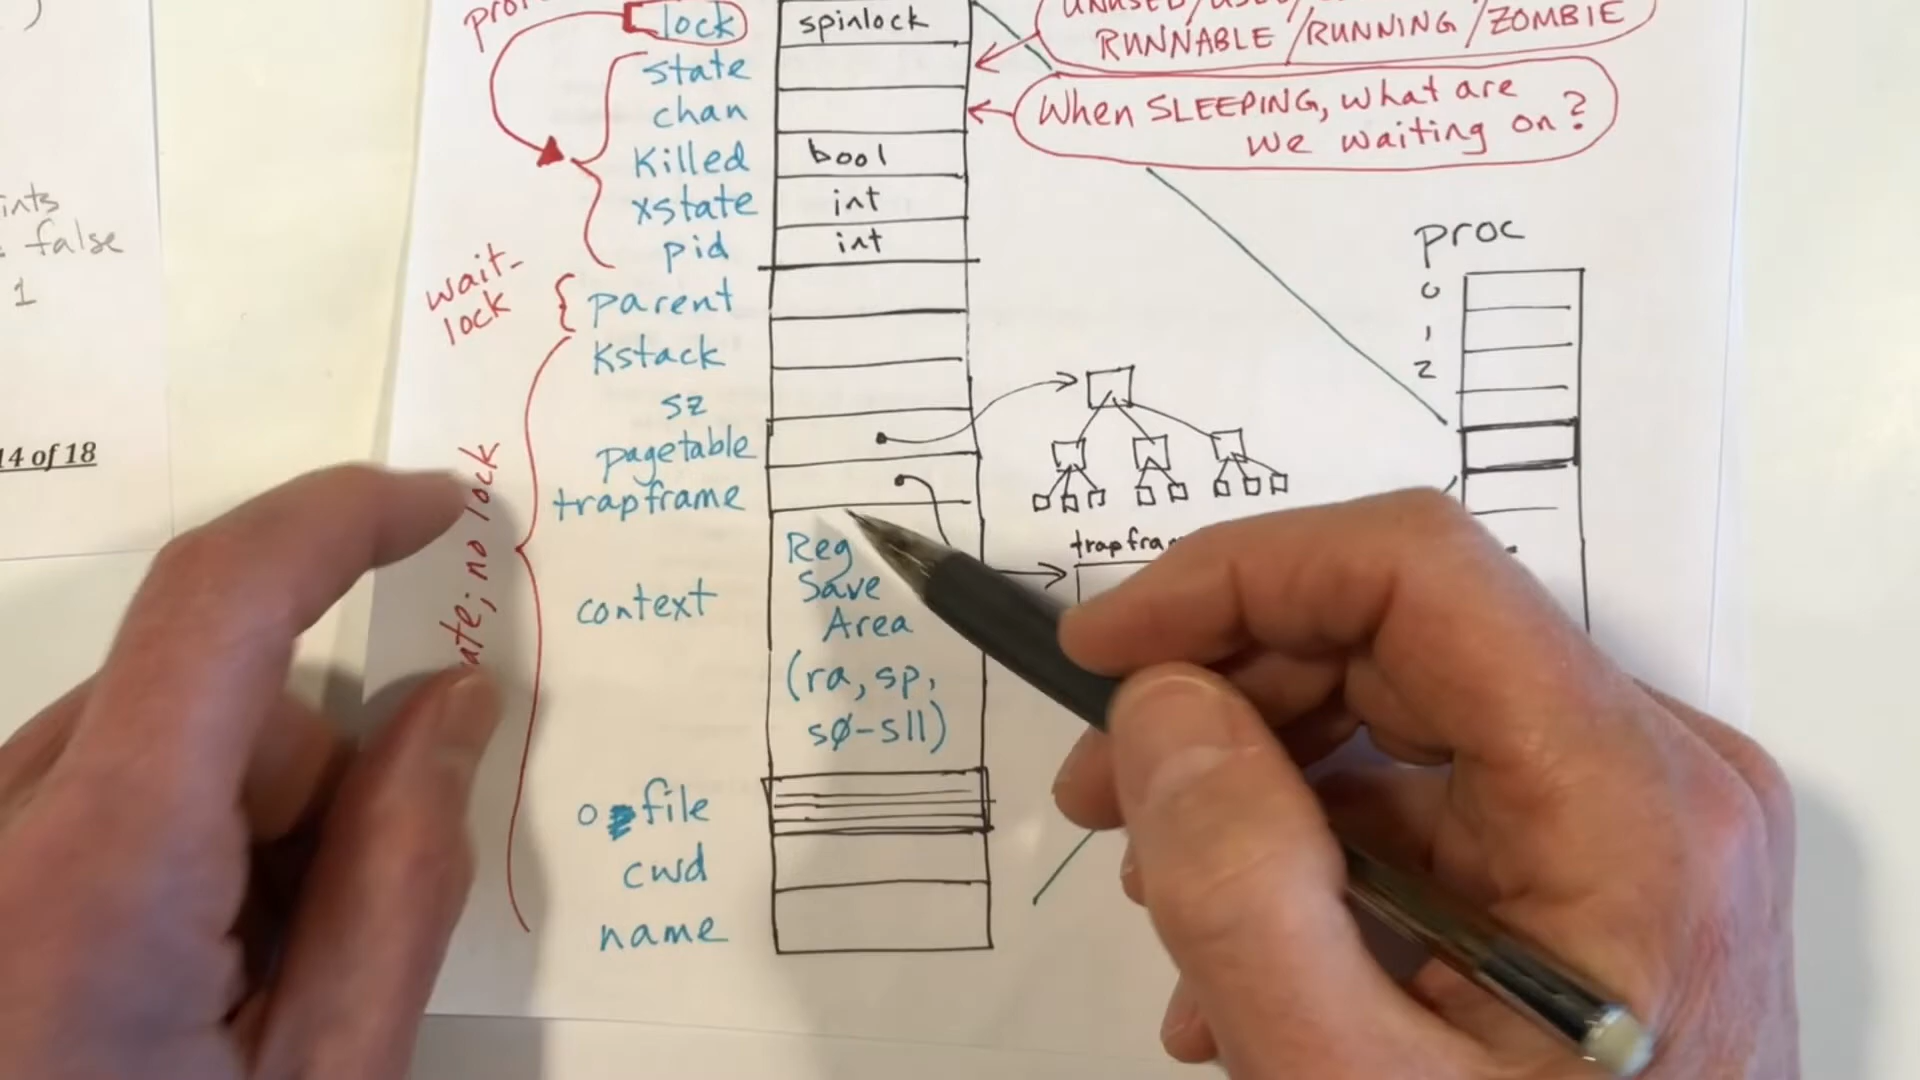 lock
spinlock
RUNNABLE / RUNNING / ZOMBIE
state
chan
When SLEEPING, what are
we waiting on?
Killed
bool
xstate
int
pid
int
wait-
lock
parent
Kstack
sz
pagetable
trapframe
no lock
context
Reg
Save
Area
(ra, sp,
sø-s11)
o file
cwd
name
proc
0
1
2
false
1
14 of 18